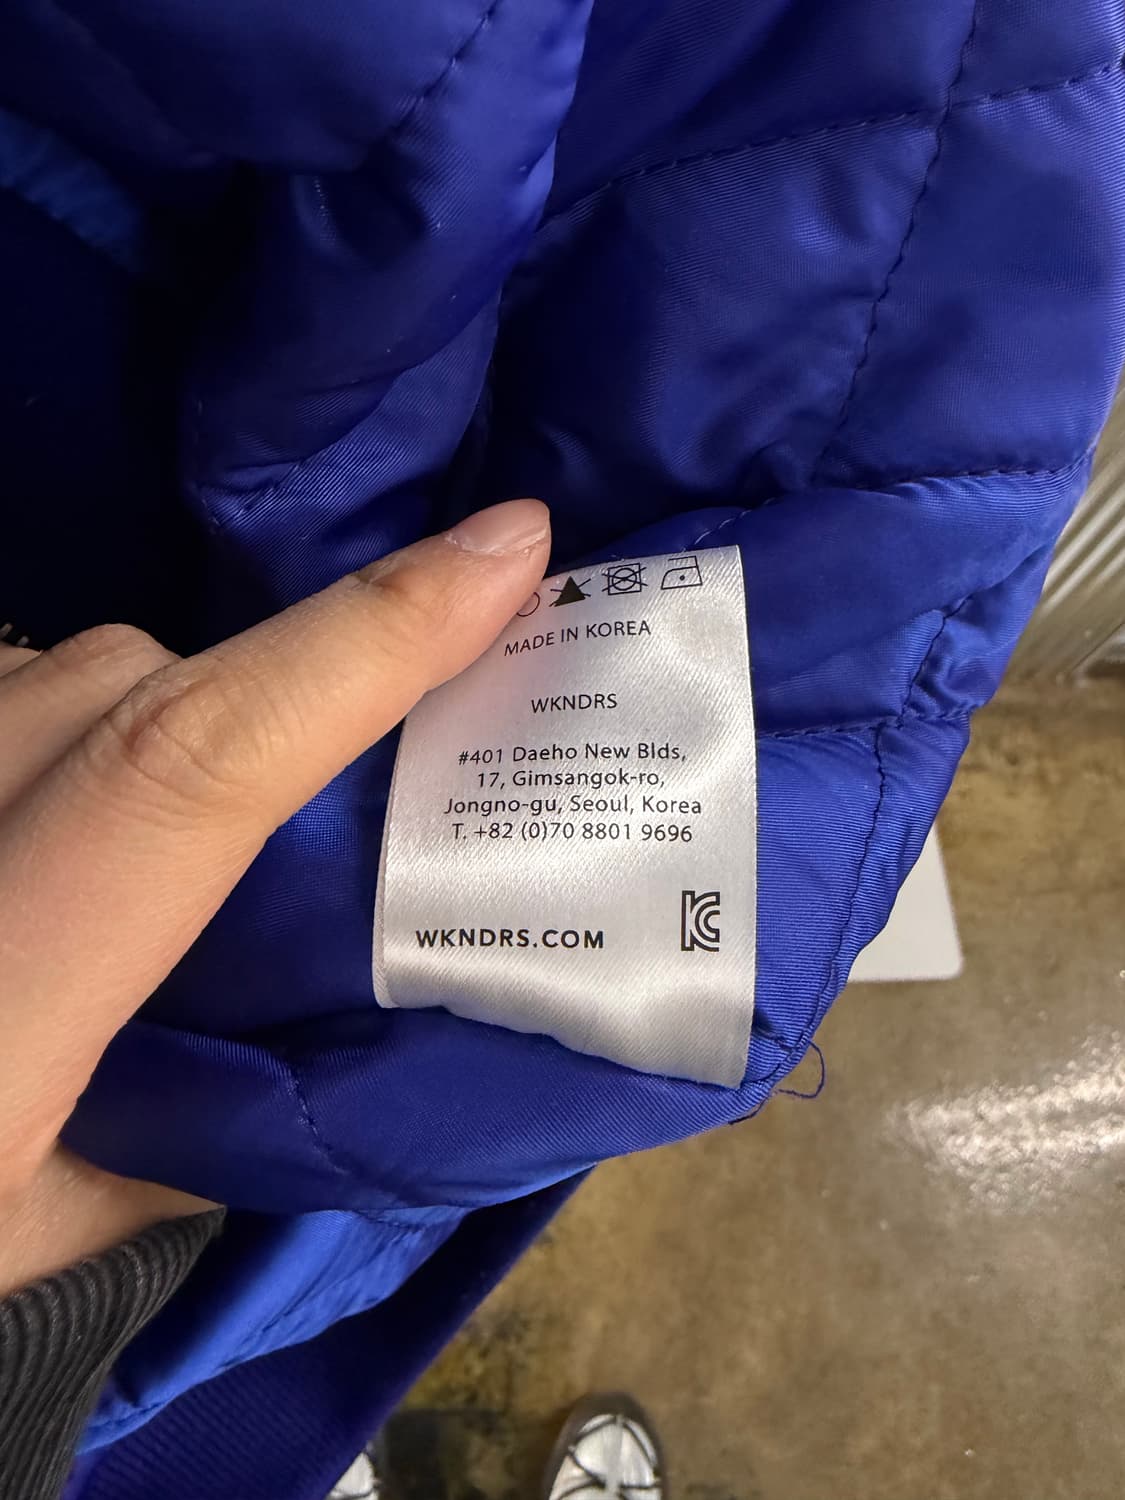 MADE IN KOREA
WKNDRS
#401 Daeho New Blds,
17, Gimsangok-ro,
Jongno-gu, Seoul, Korea
T. +82 (0)70 8801 9696
WKNDRS.COM
KC